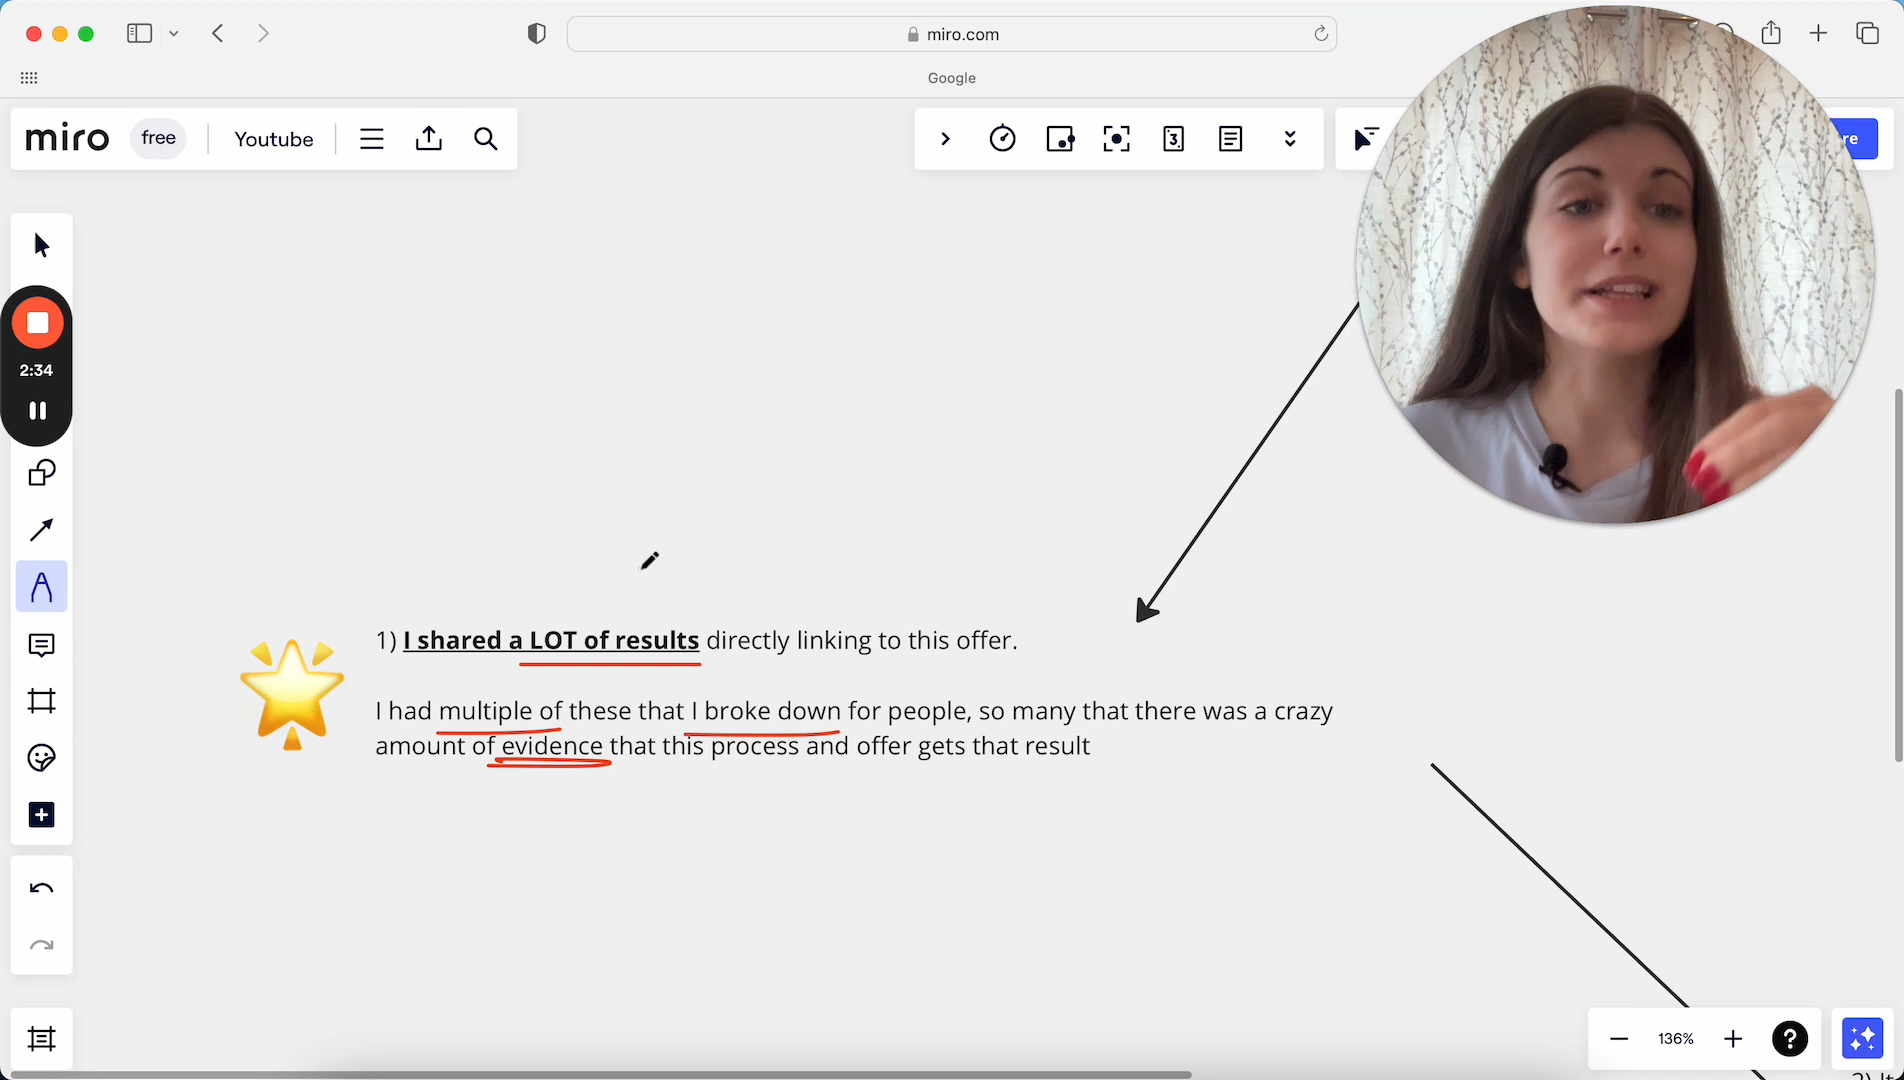 miro.com
Google
miro free Youtube
3
re
2:34
1) I shared a LOT of results directly linking to this offer.
I had multiple of these that I broke down for people, so many that there was a crazy
amount of evidence that this process and offer gets that result
136%
?